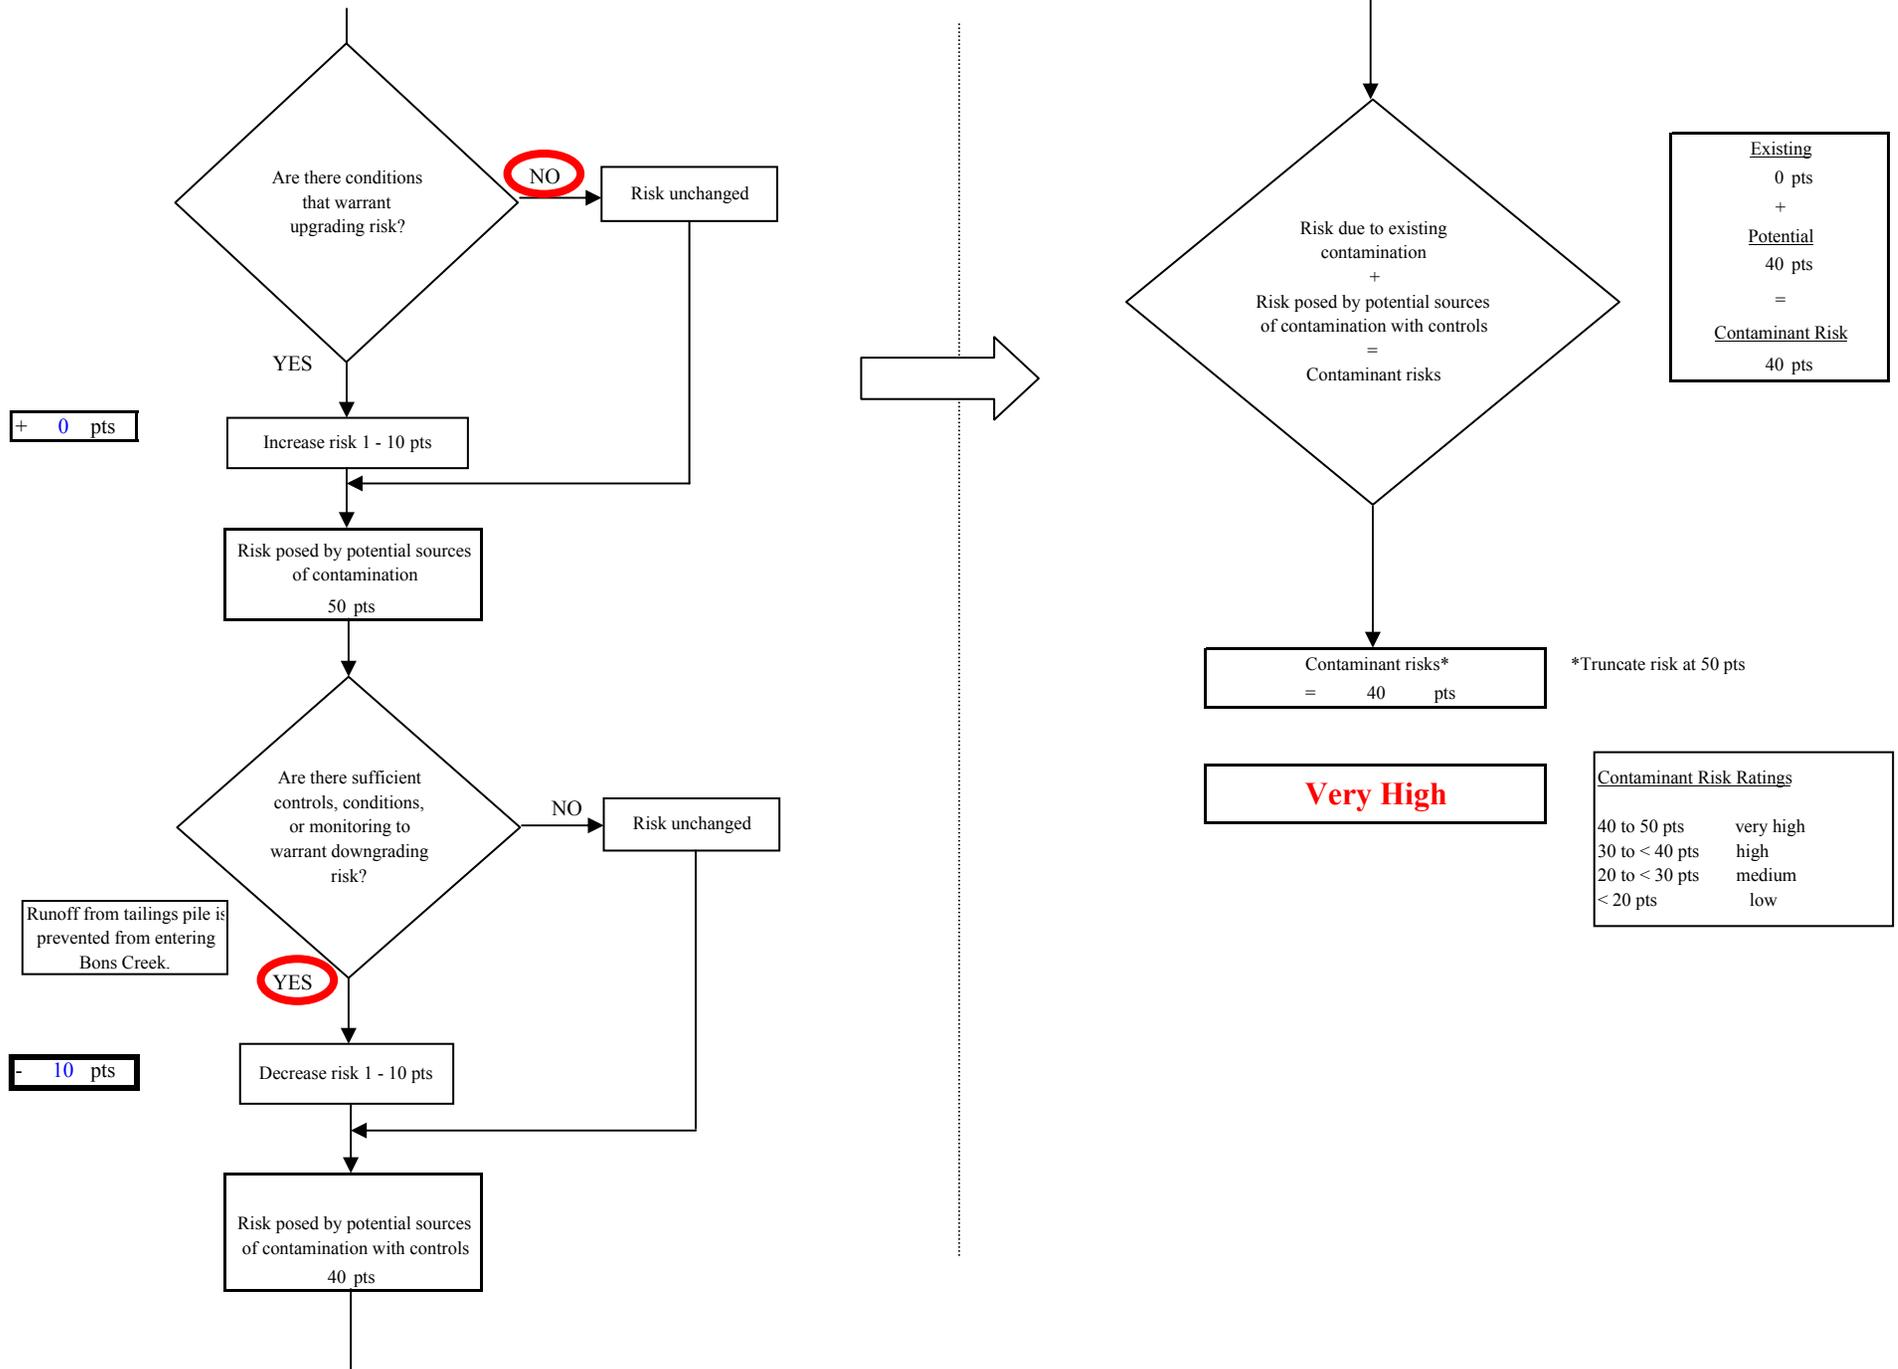 Are there conditions
that warrant
upgrading risk?
NO
Risk unchanged
YES
+ 0 pts
Increase risk 1 - 10 pts
Risk posed by potential sources
of contamination
50 pts
Are there sufficient
controls, conditions,
or monitoring to
warrant downgrading
risk?
NO
Risk unchanged
Runoff from tailings pile is
prevented from entering
Bons Creek.
YES
- 10 pts
Decrease risk 1 - 10 pts
Risk posed by potential sources
of contamination with controls
40 pts
Risk due to existing
contamination
+
Risk posed by potential sources
of contamination with controls
=
Contaminant risks
Existing
0 pts
+
Potential
40 pts
=
Contaminant Risk
40 pts
Contaminant risks*
= 40 pts
*Truncate risk at 50 pts
Very High
Contaminant Risk Ratings
40 to 50 pts very high
30 to < 40 pts high
20 to < 30 pts medium
< 20 pts low